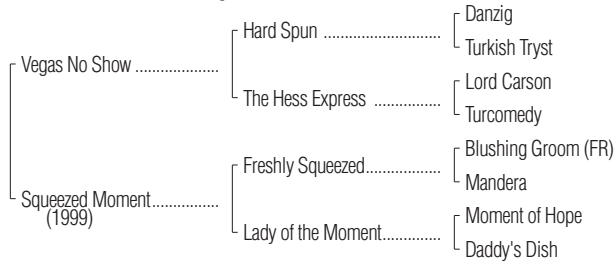 Danzig
Hard Spun ........................
Turkish Tryst
Vegas No Show .................
Lord Carson
The Hess Express ..............
Turcomedy
Blushing Groom (FR)
Freshly Squeezed...............
Mandera
Squeezed Moment.............
(1999)
Moment of Hope
Lady of the Moment............
Daddy's Dish